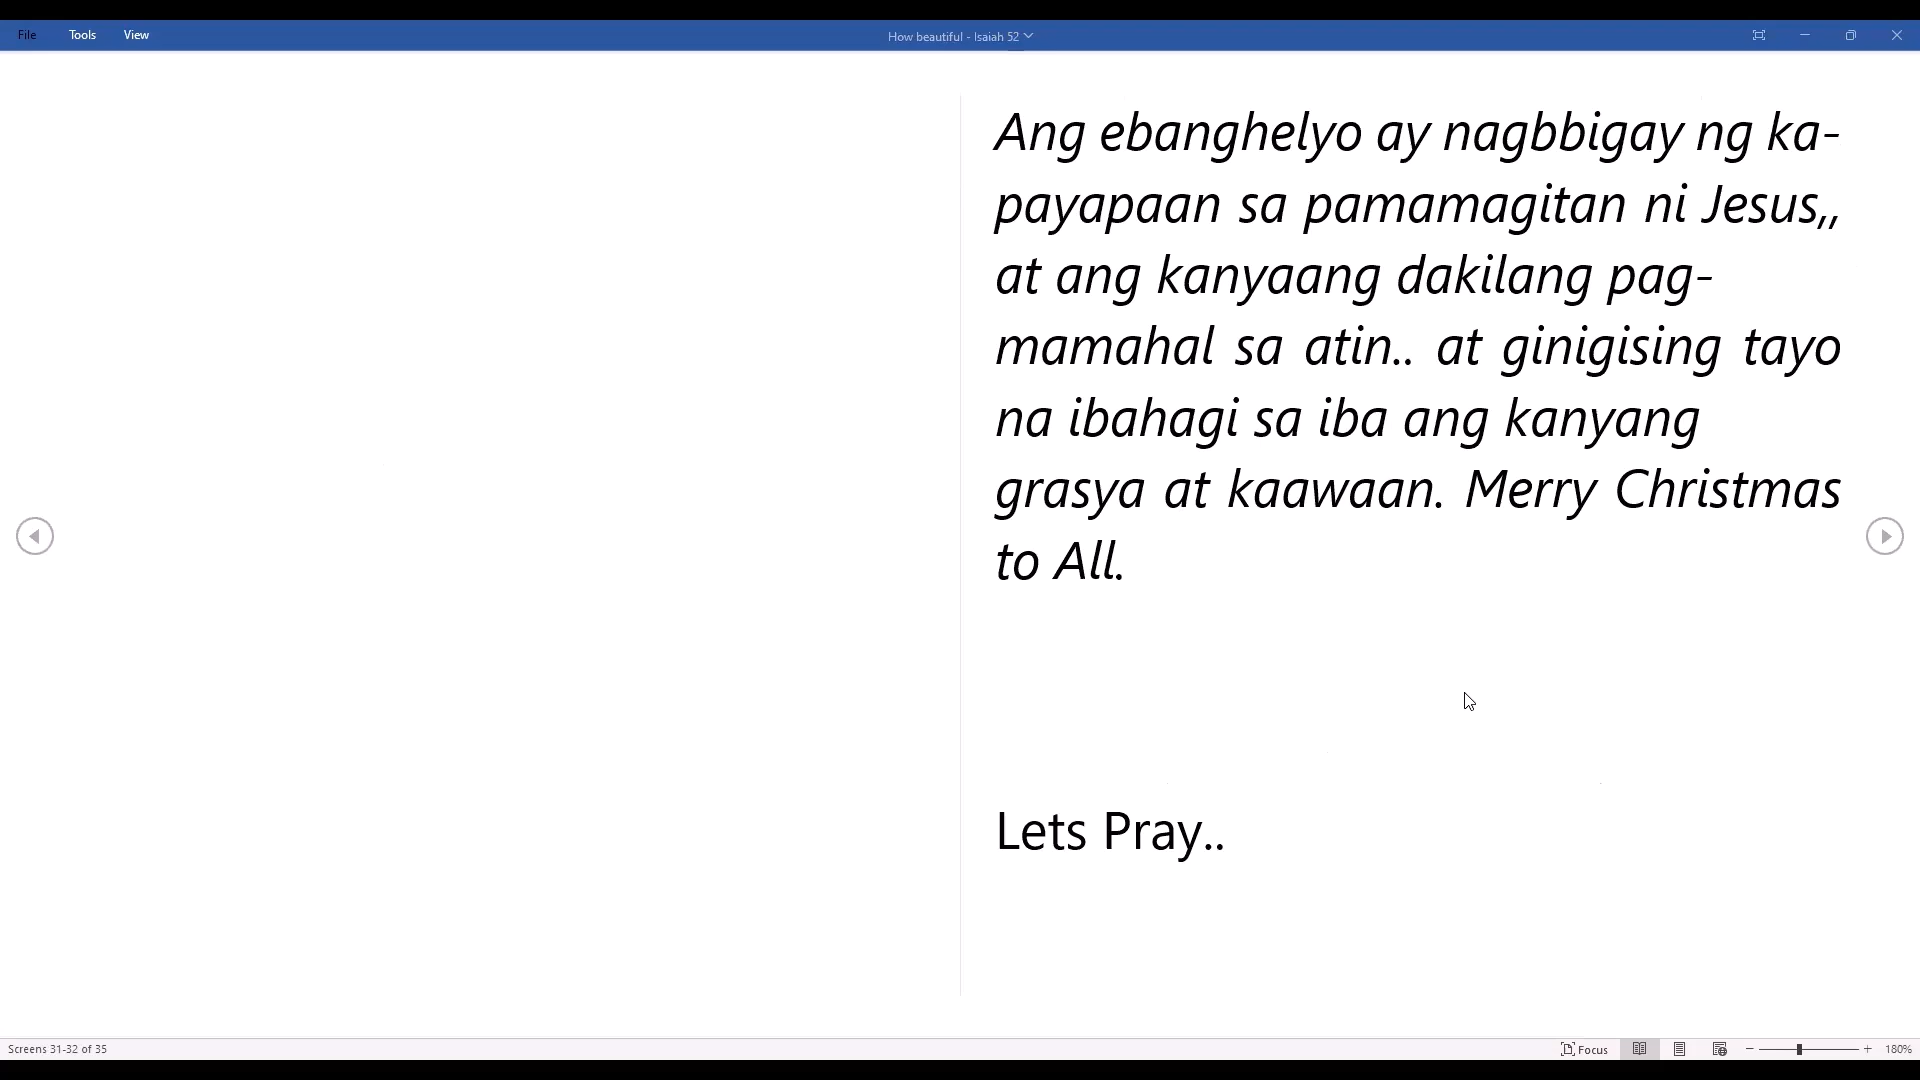 File Tools View
How beautiful - Isaiah 52
Ang ebanghelyo ay nagbbigay ng ka-
payapaan sa pamamagitan ni Jesus,,
at ang kanyaang dakilang pag-
mamahal sa atin.. at ginigising tayo
na ibahagi sa iba ang kanyang
grasya at kaawaan. Merry Christmas
to All.
Lets Pray..
Screens 31-32 of 35
Focus
180%